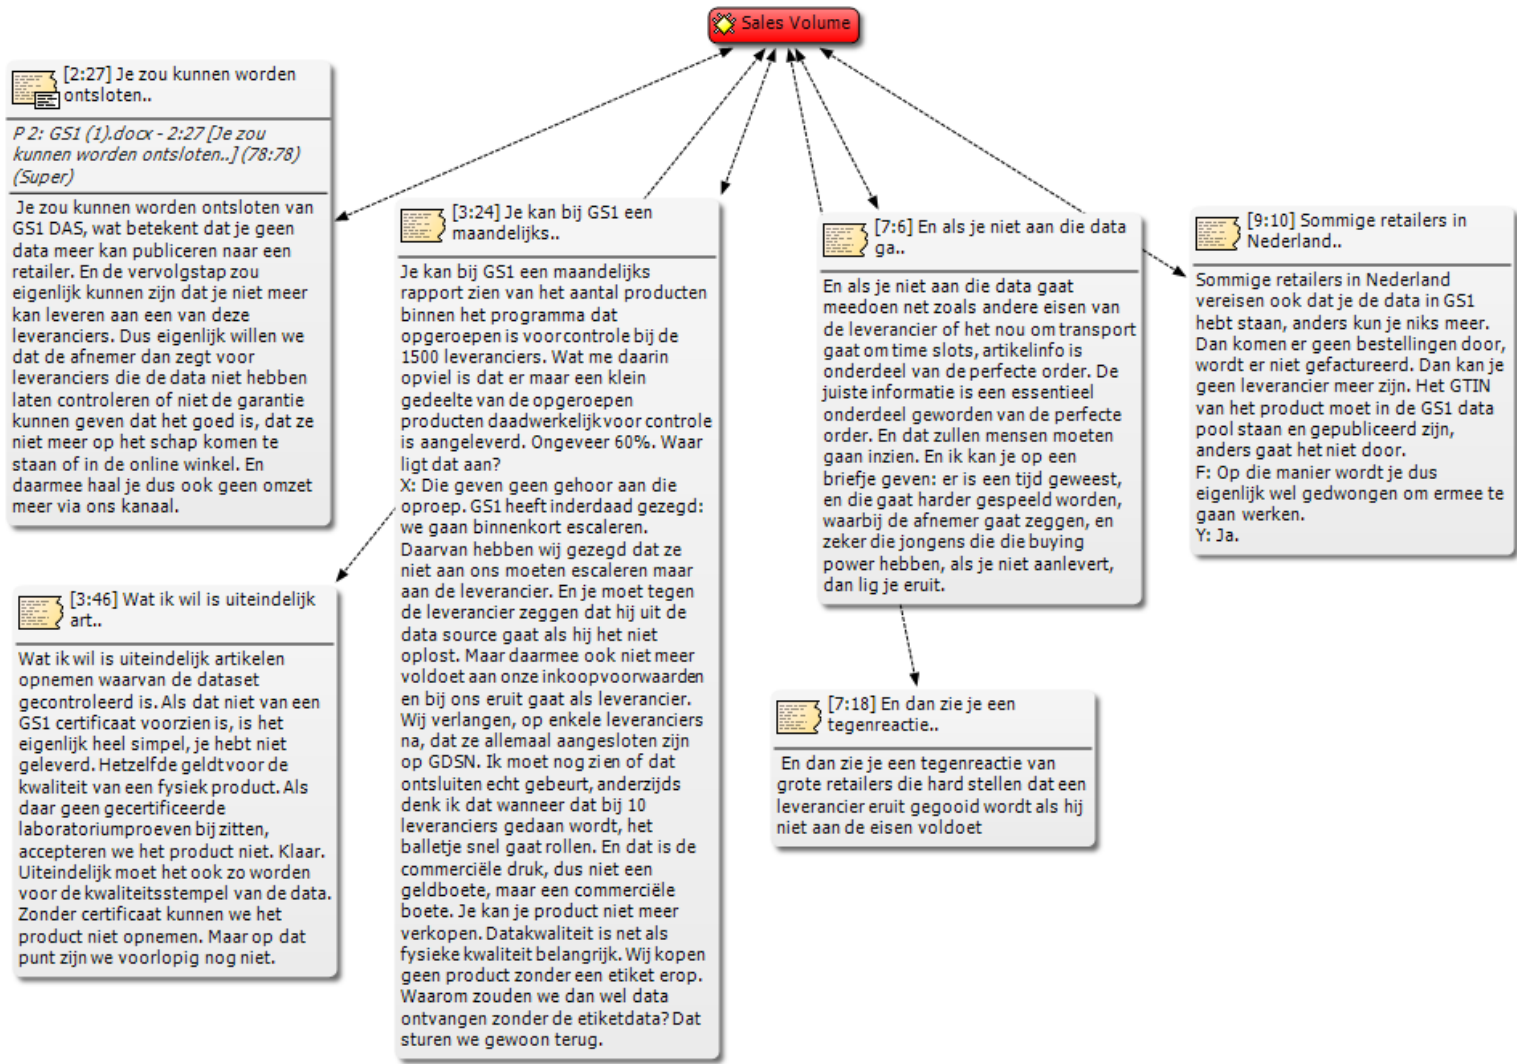 Sales Volume
[2:27] Je zou kunnen worden
ontsloten..
P 2: GS1 (1).docx - 2:27 [Je zou
kunnen worden ontsloten..] (78:78)
(Super)
Je zou kunnen worden ontsloten van
GS1 DAS, wat betekent dat je geen
data meer kan publiceren naar een
retailer. En de vervolgstap zou
eigenlijk kunnen zijn dat je niet meer
kan leveren aan een van deze
leveranciers. Dus eigenlijk willen we
dat de afnemer dan zegt voor
leveranciers die de data niet hebben
laten controleren of niet de garantie
kunnen geven dat het goed is, dat ze
niet meer op het schap komen te
staan of in de online winkel. En
daarmee haal je dus ook geen omzet
meer via ons kanaal.
[3:46] Wat ik wil is uiteindelijk
art..
Wat ik wil is uiteindelijk artikelen
opnemen waarvan de dataset
gecontroleerd is. Als dat niet van een
GS1 certificaat voorzien is, is het
eigenlijk heel simpel, je hebt niet
geleverd. Hetzelfde geldt voor de
kwaliteit van een fysiek product. Als
daar geen gecertificeerde
laboratoriumproeven bij zitten,
accepteren we het product niet. Klaar.
Uiteindelijk moet het ook zo worden
voor de kwaliteitsstempel van de data.
Zonder certificaat kunnen we het
product niet opnemen. Maar op dat
punt zijn we voorlopig nog niet.
[3:24] Je kan bij GS1 een
maandelijks..
Je kan bij GS1 een maandelijks
rapport zien van het aantal producten
binnen het programma dat
opgeroepen is voor controle bij de
1500 leveranciers. Wat me daarin
opviel is dat er maar een klein
gedeelte van de opgeroepen
producten daadwerkelijk voor controle
is aangeleverd. Ongeveer 60%. Waar
ligt dat aan?
X: Die geven geen gehoor aan die
oproep. GS1 heeft inderdaad gezegd:
we gaan binnenkort escaleren.
Daarvan hebben wij gezegd dat ze
niet aan ons moeten escaleren maar
aan de leverancier. En je moet tegen
de leverancier zeggen dat hij uit de
data source gaat als hij het niet
oplost. Maar daarmee ook niet meer
voldoet aan onze inkoopvoorwaarden
en bij ons eruit gaat als leverancier.
Wij verlangen, op enkele leveranciers
na, dat ze allemaal aangesloten zijn
op GDSN. Ik moet nog zien of dat
ontsluiten echt gebeurt, anderzijds
denk ik dat wanneer dat bij 10
leveranciers gedaan wordt, het
balletje snel gaat rollen. En dat is de
commerciële druk, dus niet een
geldboete, maar een commerciële
boete. Je kan je product niet meer
verkopen. Datakwaliteit is net als
fysieke kwaliteit belangrijk. Wij kopen
geen product zonder een etiket erop.
Waarom zouden we dan wel data
ontvangen zonder de etiketdata? Dat
sturen we gewoon terug.
[7:6] En als je niet aan die data
ga..
En als je niet aan die data gaat
meedoen net zoals andere eisen van
de leverancier of het nou om transport
gaat om time slots, artikelinfo is
onderdeel van de perfecte order. De
juiste informatie is een essentieel
onderdeel geworden van de perfecte
order. En dat zullen mensen moeten
gaan inzien. En ik kan je op een
briefje geven: er is een tijd geweest,
en die gaat harder gespeeld worden,
waarbij de afnemer gaat zeggen, en
zeker die jongens die die buying
power hebben, als je niet aanlevert,
dan lig je eruit.
[7:18] En dan zie je een
tegenreactie..
En dan zie je een tegenreactie van
grote retailers die hard stellen dat een
leverancier eruit gegooid wordt als hij
niet aan de eisen voldoet
[9:10] Sommige retailers in
Nederland..
Sommige retailers in Nederland
vereisen ook dat je de data in GS1
hebt staan, anders kun je niks meer.
Dan komen er geen bestellingen door,
wordt er niet gefactureerd. Dan kan je
geen leverancier meer zijn. Het GTIN
van het product moet in de GS1 data
pool staan en gepubliceerd zijn,
anders gaat het niet door.
F: Op die manier wordt je dus
eigenlijk wel gedwongen om ermee te
gaan werken.
Y: Ja.